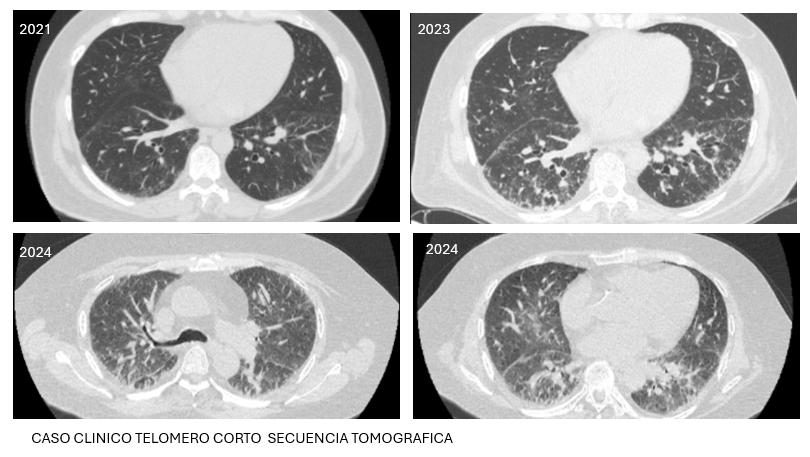 2021
2023
2024
2024
CASO CLINICO TELOMERO CORTO SECUENCIA TOMOGRAFICA